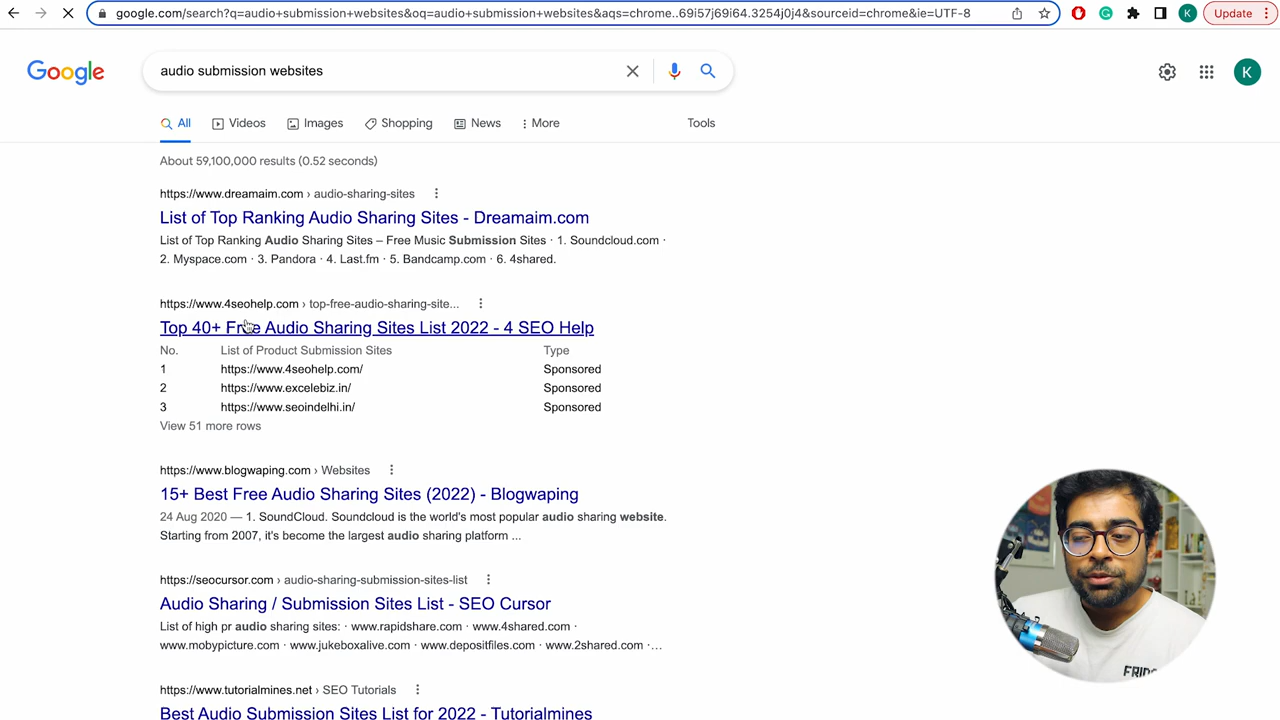 google.com/search?q=audio+submission+websites&oq=audio+submission+websites&aqs=chrome..69i57j69i64.3254j0j4&sourceid=chrome&ie=UTF-8
K
Update
Google
audio submission websites
K
All
Videos
Images
Shopping
News
More
Tools
About 59,100,000 results (0.52 seconds)
https://www.dreamaim.com › audio-sharing-sites
List of Top Ranking Audio Sharing Sites - Dreamaim.com
List of Top Ranking Audio Sharing Sites – Free Music Submission Sites · 1. Soundcloud.com ·
2. Myspace.com · 3. Pandora · 4. Last.fm · 5. Bandcamp.com · 6. 4shared.
https://www.4seohelp.com › top-free-audio-sharing-site...
Top 40+ Free Audio Sharing Sites List 2022 - 4 SEO Help
No. List of Product Submission Sites Type
1 https://www.4seohelp.com/ Sponsored
2 https://www.excelebiz.in/ Sponsored
3 https://www.seoindelhi.in/ Sponsored
View 51 more rows
https://www.blogwaping.com › Websites
15+ Best Free Audio Sharing Sites (2022) - Blogwaping
24 Aug 2020 — 1. SoundCloud. Soundcloud is the world's most popular audio sharing website.
Starting from 2007, it's become the largest audio sharing platform ...
https://seocursor.com › audio-sharing-submission-sites-list
Audio Sharing / Submission Sites List - SEO Cursor
List of high pr audio sharing sites: · www.rapidshare.com · www.4shared.com ·
www.mobypicture.com · www.jukeboxalive.com · www.depositfiles.com · www.2shared.com ·...
https://www.tutorialmines.net › SEO Tutorials
Best Audio Submission Sites List for 2022 - Tutorialmines